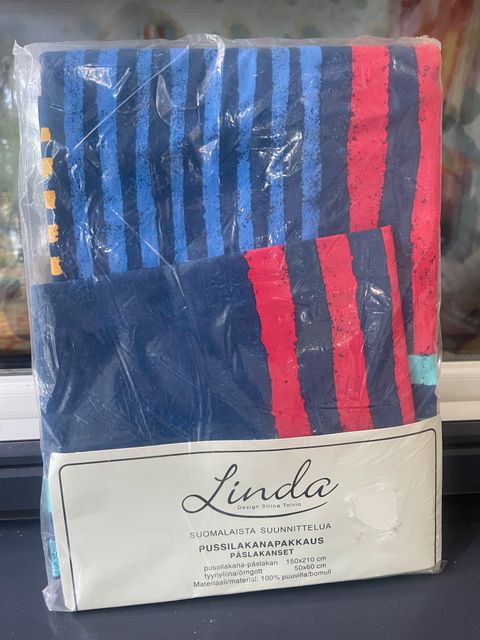 Linda
Design Stiina Toivio
SUOMALAISTA SUUNNITTELUA
PUSSILAKANAPAKKAUS
PÅSLAKANSET
pussilakana-påslakan 150x210 cm
tyynyliina/örngott 50x60 cm
Materiaali/material: 100% puuvilla/bomull